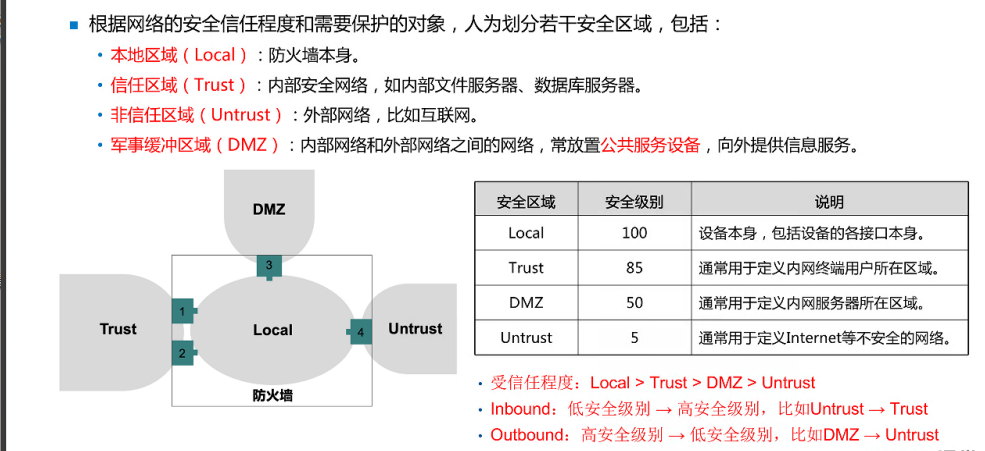 根据网络的安全信任程度和需要保护的对象，人为划分若干安全区域，包括：
本地区域（Local）：防火墙本身。
信任区域（Trust）：内部安全网络，如内部文件服务器、数据库服务器。
非信任区域（Untrust）：外部网络，比如互联网。
军事缓冲区域（DMZ）：内部网络和外部网络之间的网络，常放置公共服务设备，向外提供信息服务。
DMZ
3
Trust
1
2
Local
4
Untrust
防火墙
安全区域 安全级别 说明
Local 100 设备本身，包括设备的各接口本身。
Trust 85 通常用于定义内网终端用户所在区域。
DMZ 50 通常用于定义内网服务器所在区域。
Untrust 5 通常用于定义Internet等不安全的网络。
受信任程度：Local > Trust > DMZ > Untrust
Inbound：低安全级别 → 高安全级别，比如Untrust → Trust
Outbound：高安全级别 → 低安全级别，比如DMZ → Untrust